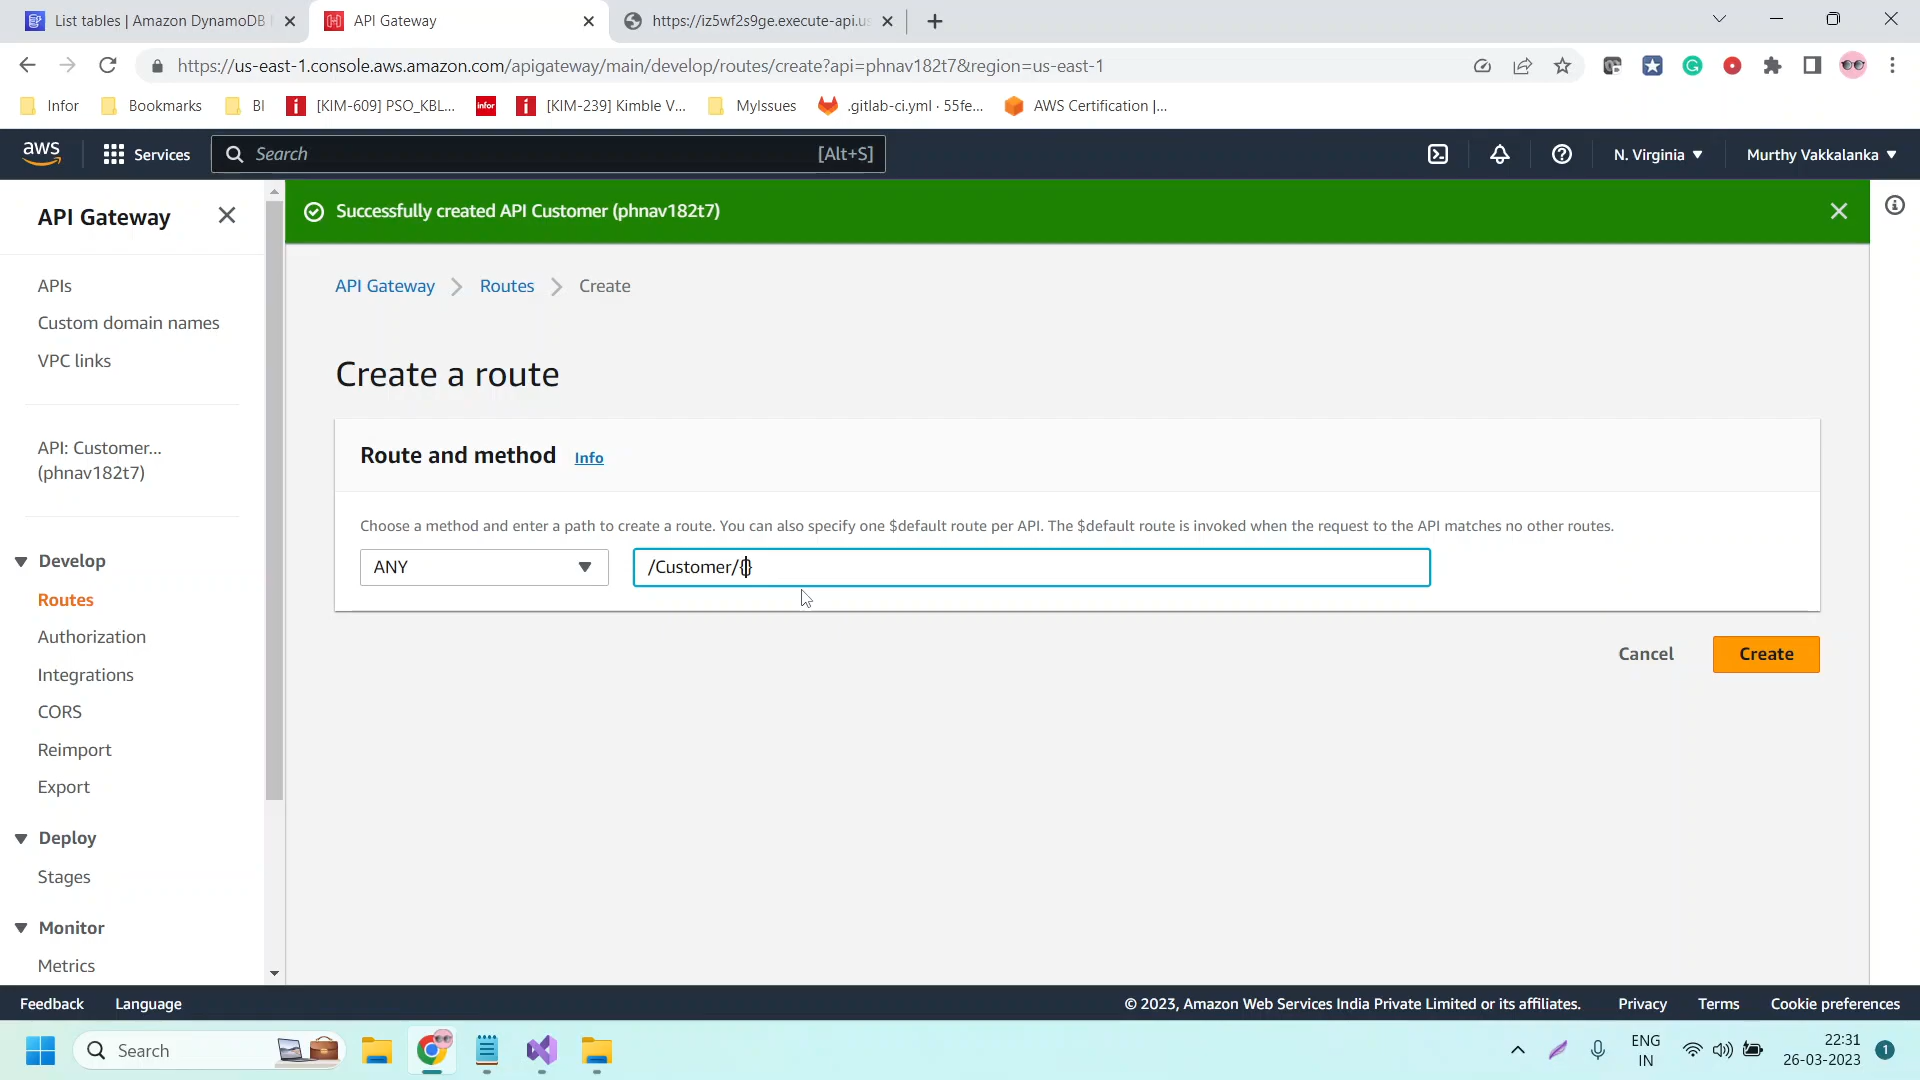 List tables | Amazon DynamoDB
API Gateway
https://iz5wf2s9ge.execute-api.us
https://us-east-1.console.aws.amazon.com/apigateway/main/develop/routes/create?api=phnav182t7&region=us-east-1
Infor
Bookmarks
BI
[KIM-609] PSO_KBL...
infor
[KIM-239] Kimble V...
MyIssues
.gitlab-ci.yml · 55fe...
AWS Certification |...
aws
Services
Search
[Alt+S]
N. Virginia
Murthy Vakkalanka
API Gateway
Successfully created API Customer (phnav182t7)
APIs
Custom domain names
VPC links
API: Customer...
(phnav182t7)
Develop
Routes
Authorization
Integrations
CORS
Reimport
Export
Deploy
Stages
Monitor
Metrics
API Gateway
Routes
Create
Create a route
Route and method
Info
Choose a method and enter a path to create a route. You can also specify one $default route per API. The $default route is invoked when the request to the API matches no other routes.
ANY
/Customer/{}
Cancel
Create
Feedback
Language
© 2023, Amazon Web Services India Private Limited or its affiliates.
Privacy
Terms
Cookie preferences
Search
ENG
IN
22:31
26-03-2023
1